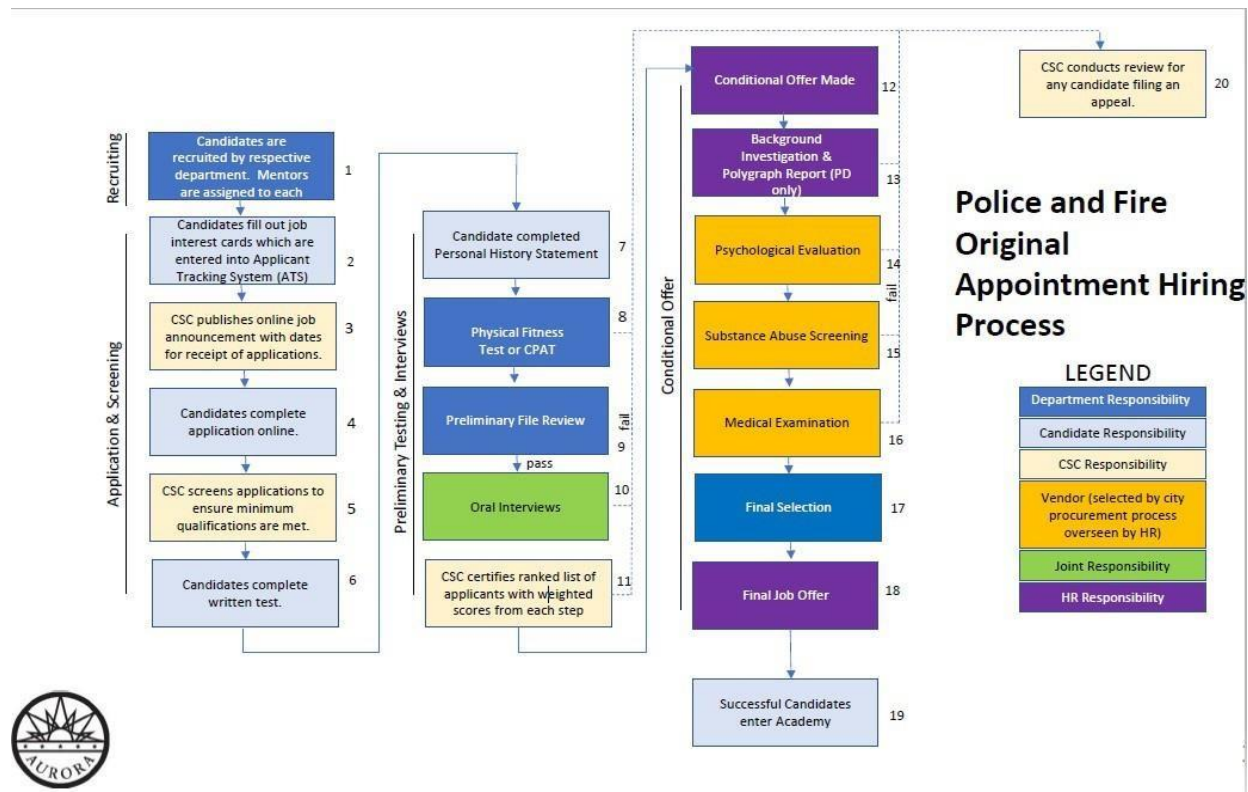 Recruiting
Candidates are
recruited by respective
department. Mentors
are assigned to each
1
Application & Screening
Candidates fill out job
interest cards which are
entered into Applicant
Tracking System (ATS)
2
CSC publishes online job
announcement with dates
for receipt of applications.
3
Candidates complete
application online.
4
CSC screens applications to
ensure minimum
qualifications are met.
5
Candidates complete
written test.
6
Preliminary Testing & Interviews
Candidate completed
Personal History Statement
7
Physical Fitness
Test or CPAT
8
Preliminary File Review
9
fail
pass
Oral Interviews
10
CSC certifies ranked list of
applicants with weighted
scores from each step
11
Conditional Offer
Conditional Offer Made
12
Background
Investigation &
Polygraph Report (PD
only)
13
Psychological Evaluation
14
fail
Substance Abuse Screening
15
Medical Examination
16
Final Selection
17
Final Job Offer
18
Successful Candidates
enter Academy
19
CSC conducts review for
any candidate filing an
appeal.
20
Police and Fire
Original
Appointment Hiring
Process
LEGEND
Department Responsibility
Candidate Responsibility
CSC Responsibility
Vendor (selected by city
procurement process
overseen by HR)
Joint Responsibility
HR Responsibility
AURORA